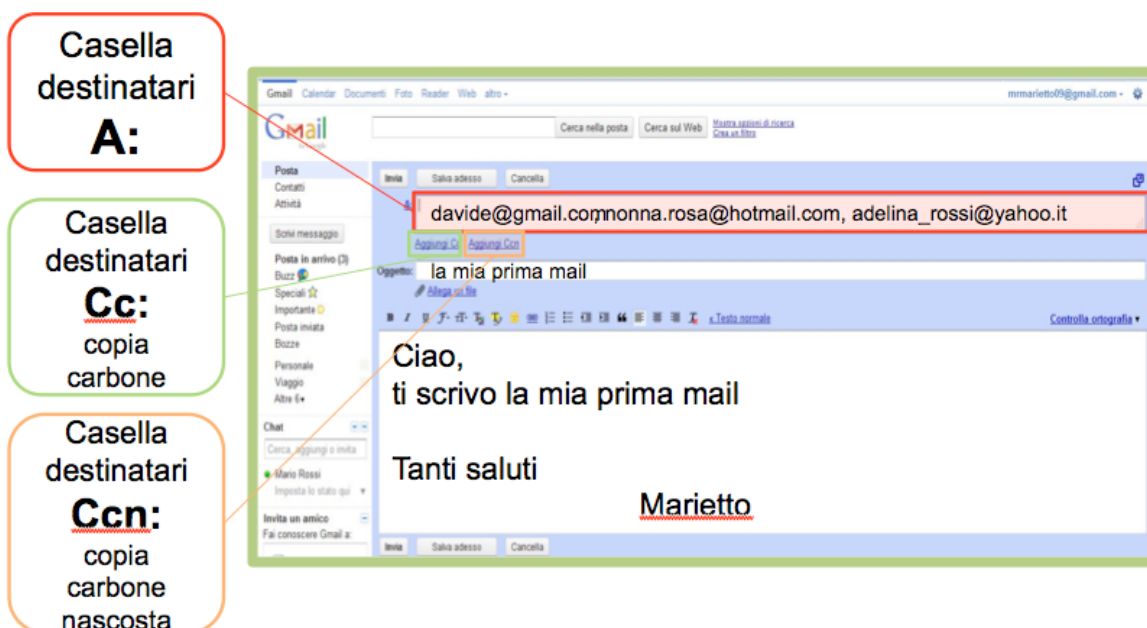 Casella
destinatari
A:
Casella
destinatari
Cc:
copia
carbone
Casella
destinatari
Ccn:
copia
carbone
nascosta
Gmail Calendar Documenti Foto Reader Web altro
mrmarietto09@gmail.com
Gmail
Cerca nella posta Cerca sul Web Mostra opzioni di ricerca
Crea un filtro
Posta
Contatti
Attività
Scrivi messaggio
Posta in arrivo (3)
Buzz
Speciali
Importante
Posta inviata
Bozze
Personale
Viaggio
Altre 6
Chat
Cerca, aggiungi o invita
Mario Rossi
Imposta lo stato qui
Invita un amico
Fai conoscere Gmail a:
Invia Salva adesso Cancella
A:
davide@gmail.com,nonna.rosa@hotmail.com, adelina_rossi@yahoo.it
Aggiungi Cc Aggiungi Ccn
Oggetto: la mia prima mail
Allega un file
« Testo normale Controlla ortografia
Ciao,
ti scrivo la mia prima mail
Tanti saluti
Marietto
Invia Salva adesso Cancella